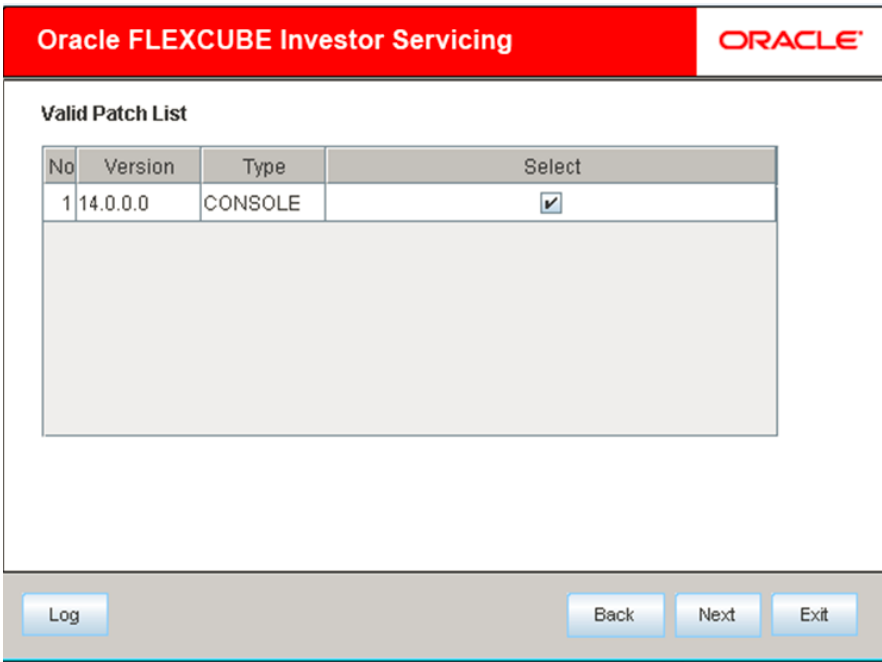 Oracle FLEXCUBE Investor Servicing
ORACLE
Valid Patch List
No Version Type Select
1 14.0.0.0 CONSOLE
Log Back Next Exit